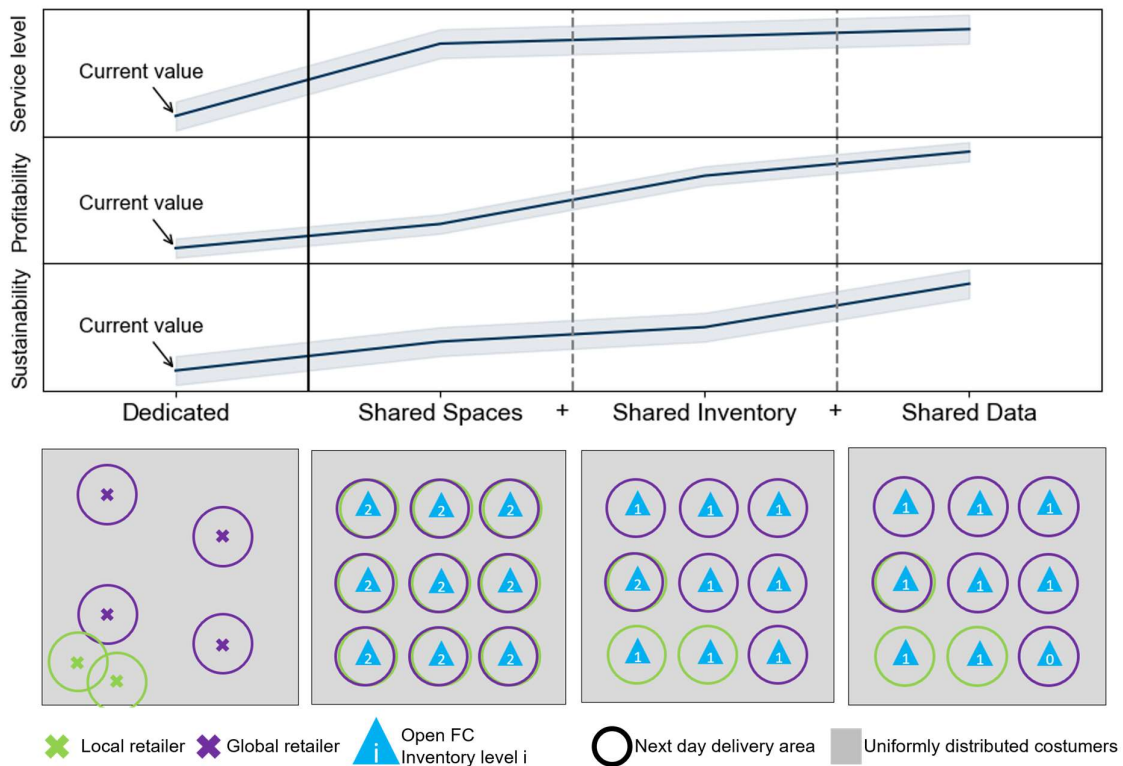 Service level
Current value
Profitability
Current value
Sustainability
Current value
Dedicated Shared Spaces + Shared Inventory + Shared Data
2 2 2 1 1 1 1 1 1
2 2 2 2 1 1 1 1 1
2 2 2 1 1 1 1 1 0
Local retailer Global retailer i Open FC Inventory level i Next day delivery area Uniformly distributed costumers